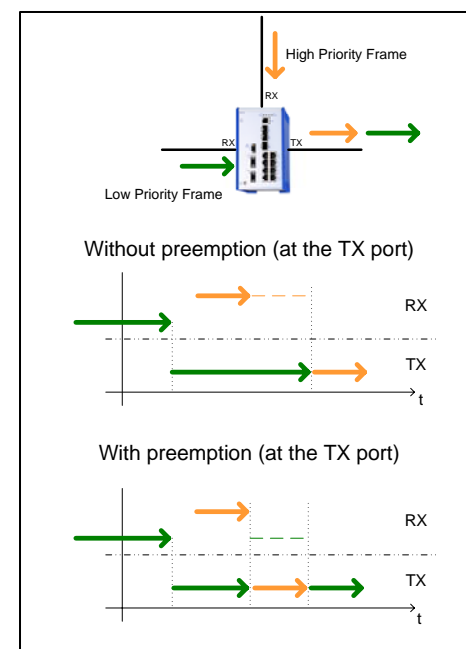 High Priority Frame
RX
RX
TX
Low Priority Frame
Without preemption (at the TX port)
RX
TX
t
With preemption (at the TX port)
RX
TX
t